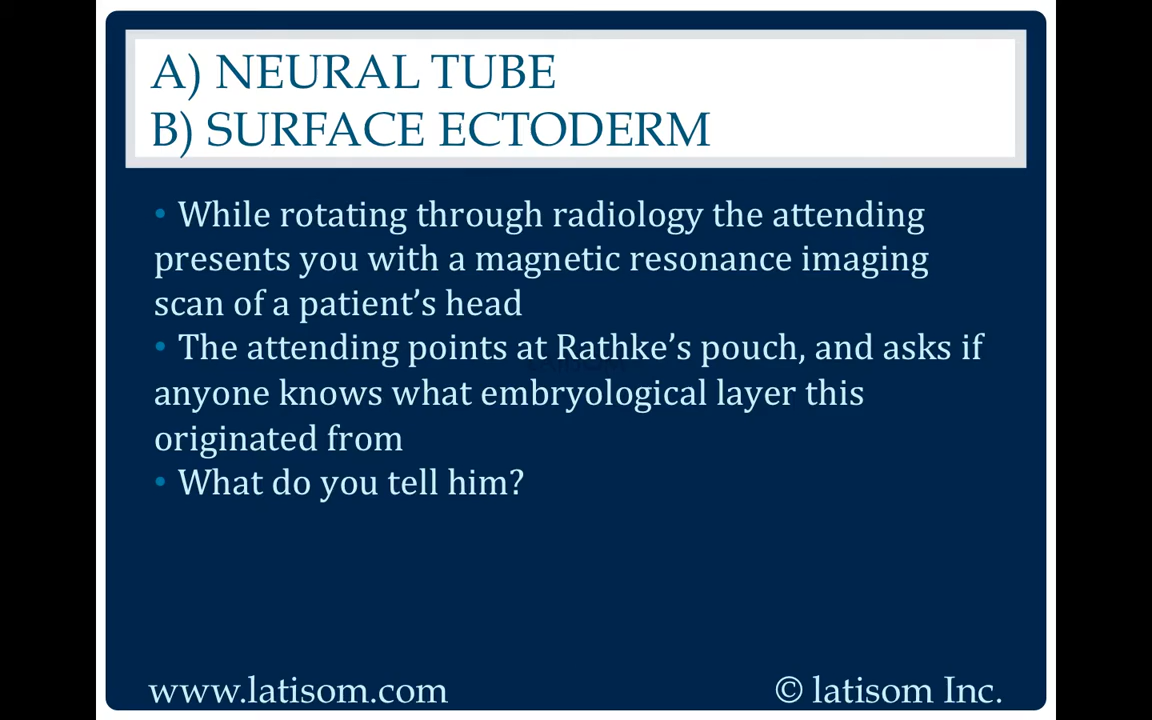 A) NEURAL TUBE
B) SURFACE ECTODERM
• While rotating through radiology the attending
presents you with a magnetic resonance imaging
scan of a patient’s head
• The attending points at Rathke’s pouch, and asks if
anyone knows what embryological layer this
originated from
• What do you tell him?
www.latisom.com
© latisom Inc.